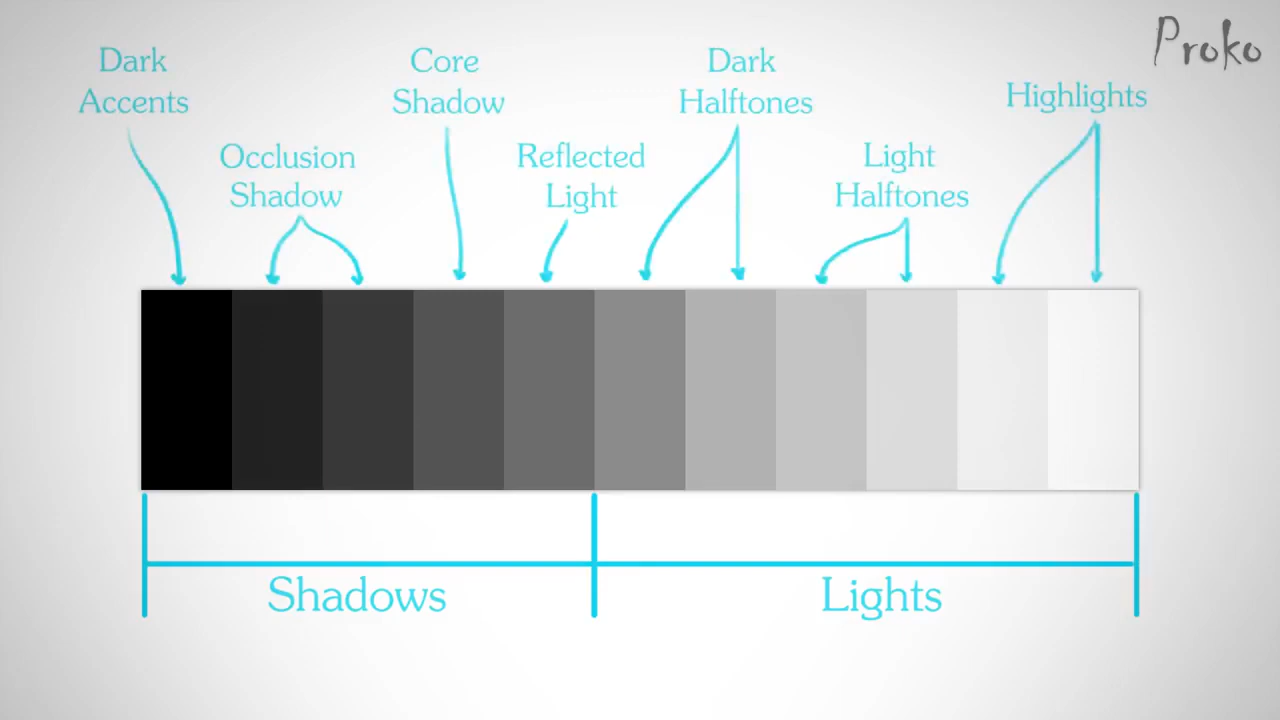 Proko
Dark
Accents
Core
Shadow
Dark
Halftones
Highlights
Occlusion
Shadow
Reflected
Light
Light
Halftones
Shadows
Lights